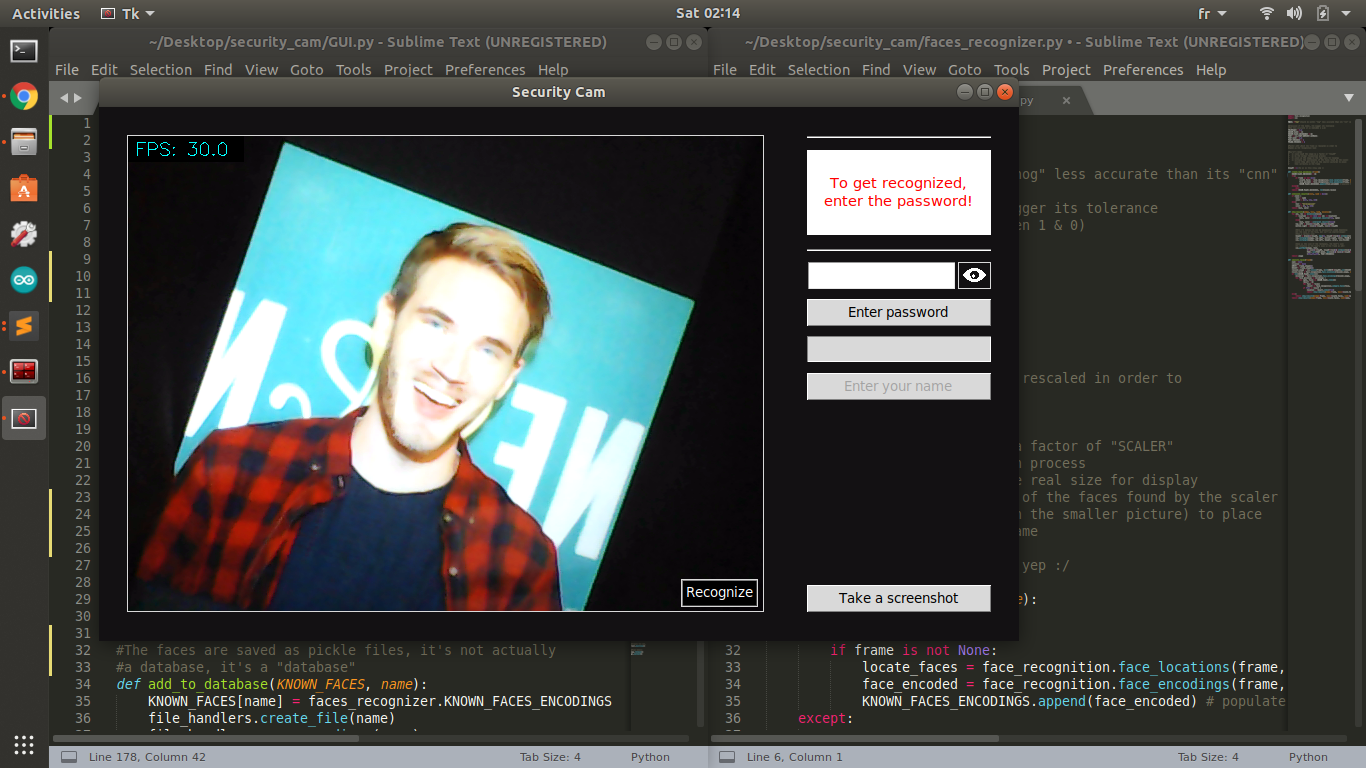 Activities
Tk
Sat 02:14
fr
~/Desktop/security_cam/GUI.py - Sublime Text (UNREGISTERED)
~/Desktop/security_cam/faces_recognizer.py • - Sublime Text (UNREGISTERED)
File Edit Selection Find View Goto Tools Project Preferences Help
File Edit Selection Find View Goto Tools Project Preferences Help
Security Cam
py
FPS: 30.0
To get recognized,
enter the password!
Enter password
Enter your name
Recognize
Take a screenshot
1
2
3
4
5
6
7
8
9
10
11
12
13
14
15
16
17
18
19
20
21
22
23
24
25
26
27
28
29
30
31
32 #The faces are saved as pickle files, it's not actually
33 #a database, it's a "database"
34 def add_to_database(KNOWN_FACES, name):
35 KNOWN_FACES[name] = faces_recognizer.KNOWN_FACES_ENCODINGS
36 file_handlers.create_file(name)
" less accurate than its "cnn"
gger its tolerance
en 1 & 0)
rescaled in order to
factor of "SCALER"
process
real size for display
of the faces found by the scaler
the smaller picture) to place
yep :/
):
32 if frame is not None:
33 locate_faces = face_recognition.face_locations(frame,
34 face_encoded = face_recognition.face_encodings(frame,
35 KNOWN_FACES_ENCODINGS.append(face_encoded) # populate
36 except:
Line 178, Column 42
Tab Size: 4
Python
Line 6, Column 1
Tab Size: 4
Python